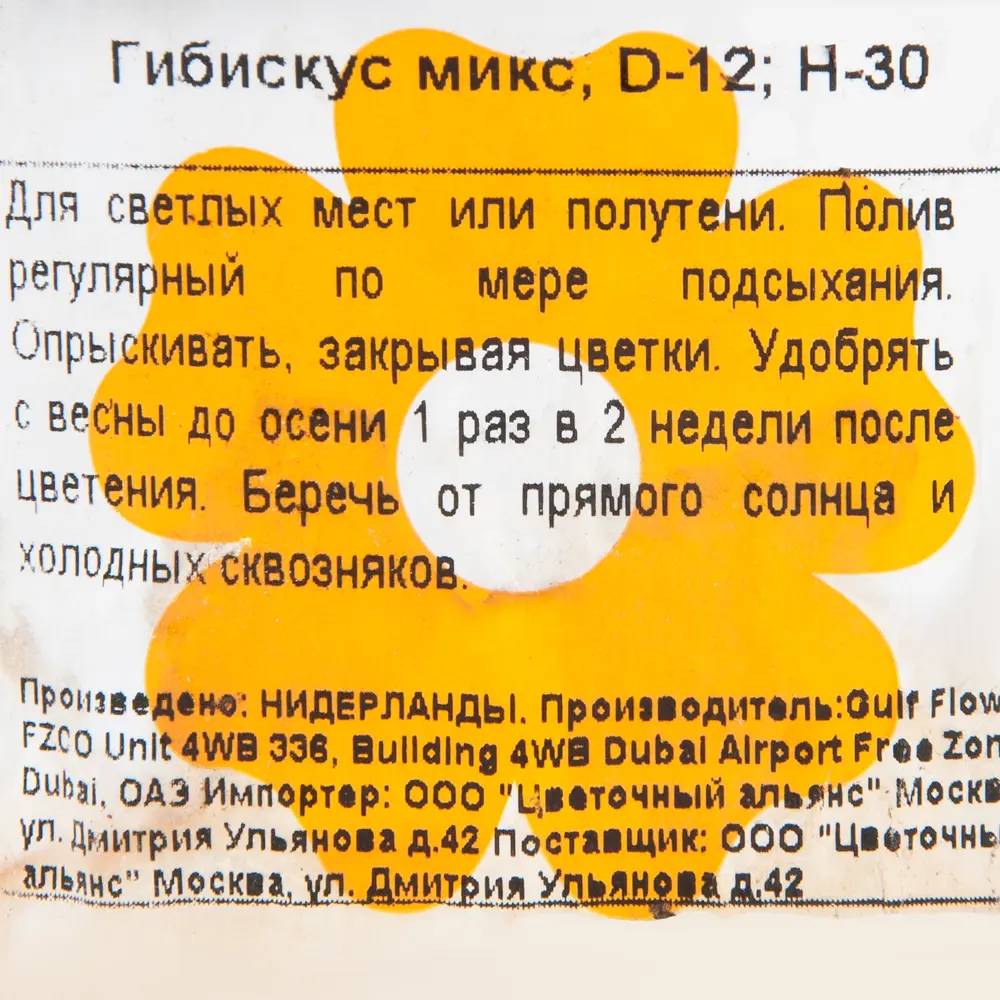 Гибискус микс, D-12; H-30
Для светлых мест или полутени. Полив
регулярный по мере подсыхания.
Опрыскивать, закрывая цветки. Удобрять
с весны до осени 1 раз в 2 недели после
цветения. Беречь от прямого солнца и
холодных сквозняков.
Произведено: НИДЕРЛАНДЫ. Производитель:Gulf Flow
FZCO Unit 4WB 336, Building 4WB Dubai Airport Free Zon
Dubai, ОАЭ Импортер: ООО "Цветочный альянс" Москв
ул. Дмитрия Ульянова д.42 Поставщик: ООО "Цветочны
альянс" Москва, ул. Дмитрия Ульянова д.42